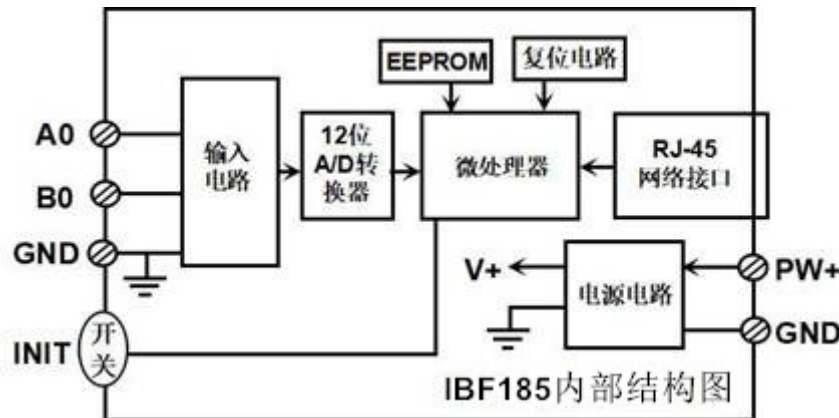 EEPROM
复位电路
A0
B0
GND
输入
电路
12位
A/D转
换器
微处理器
RJ-45
网络接口
V+
电源电路
PW+
GND
INIT
开
关
IBF185内部结构图